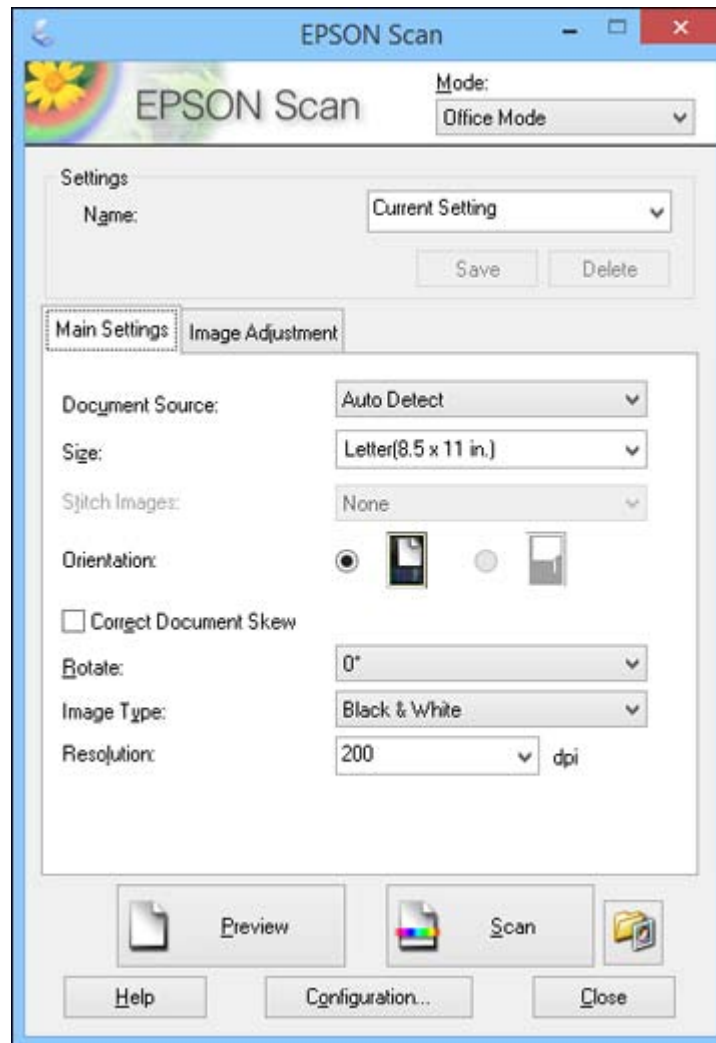 EPSON Scan
EPSON Scan
Mode:
Office Mode
Settings
Name:
Current Setting
Save Delete
Main Settings Image Adjustment
Document Source: Auto Detect
Size: Letter(8.5 x 11 in.)
Stitch Images: None
Orientation:
Correct Document Skew
Rotate: 0°
Image Type: Black & White
Resolution: 200 dpi
Preview Scan
Help Configuration... Close